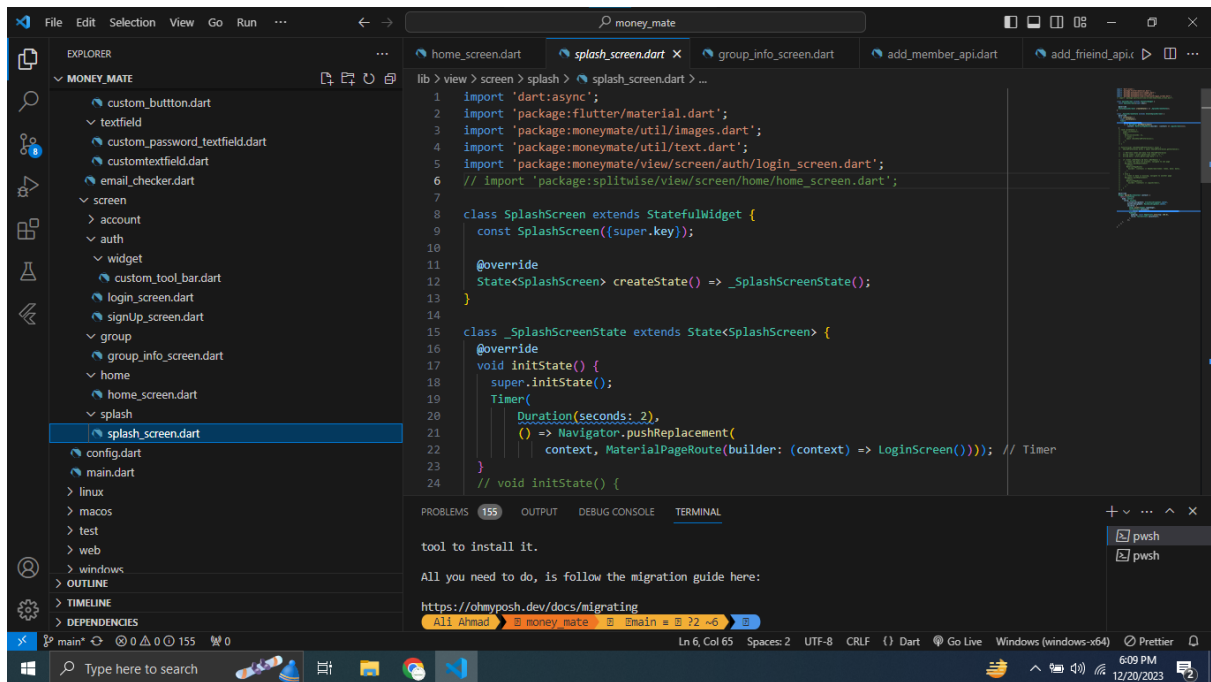 File Edit Selection View Go Run ··· ← → money_mate
EXPLORER ···
MONEY_MATE
custom_buttton.dart
textfield
custom_password_textfield.dart
customtextfield.dart
email_checker.dart
screen
account
auth
widget
custom_tool_bar.dart
login_screen.dart
signUp_screen.dart
group
group_info_screen.dart
home
home_screen.dart
splash
splash_screen.dart
config.dart
main.dart
linux
macos
test
web
windows
OUTLINE
TIMELINE
DEPENDENCIES
8
home_screen.dart splash_screen.dart group_info_screen.dart add_member_api.dart add_frieind_api.c
lib > view > screen > splash > splash_screen.dart > ...
1 import 'dart:async';
2 import 'package:flutter/material.dart';
3 import 'package:moneymate/util/images.dart';
4 import 'package:moneymate/util/text.dart';
5 import 'package:moneymate/view/screen/auth/login_screen.dart';
6 // import 'package:splitwise/view/screen/home/home_screen.dart';
7
8 class SplashScreen extends StatefulWidget {
9 const SplashScreen({super.key});
10
11 @override
12 State<SplashScreen> createState() => _SplashScreenState();
13 }
14
15 class _SplashScreenState extends State<SplashScreen> {
16 @override
17 void initState() {
18 super.initState();
19 Timer(
20 Duration(seconds: 2),
21 () => Navigator.pushReplacement(
22 context, MaterialPageRoute(builder: (context) => LoginScreen()))); // Timer
23 }
24 // void initState() {
PROBLEMS 155 OUTPUT DEBUG CONSOLE TERMINAL
tool to install it.
All you need to do, is follow the migration guide here:
https://ohmyposh.dev/docs/migrating
Ali Ahmad money_mate main = ?2 ~6
pwsh
pwsh
main* 0 0 155 0 Ln 6, Col 65 Spaces: 2 UTF-8 CRLF {} Dart Go Live Windows (windows-x64) Prettier
Type here to search
6:09 PM
12/20/2023
2